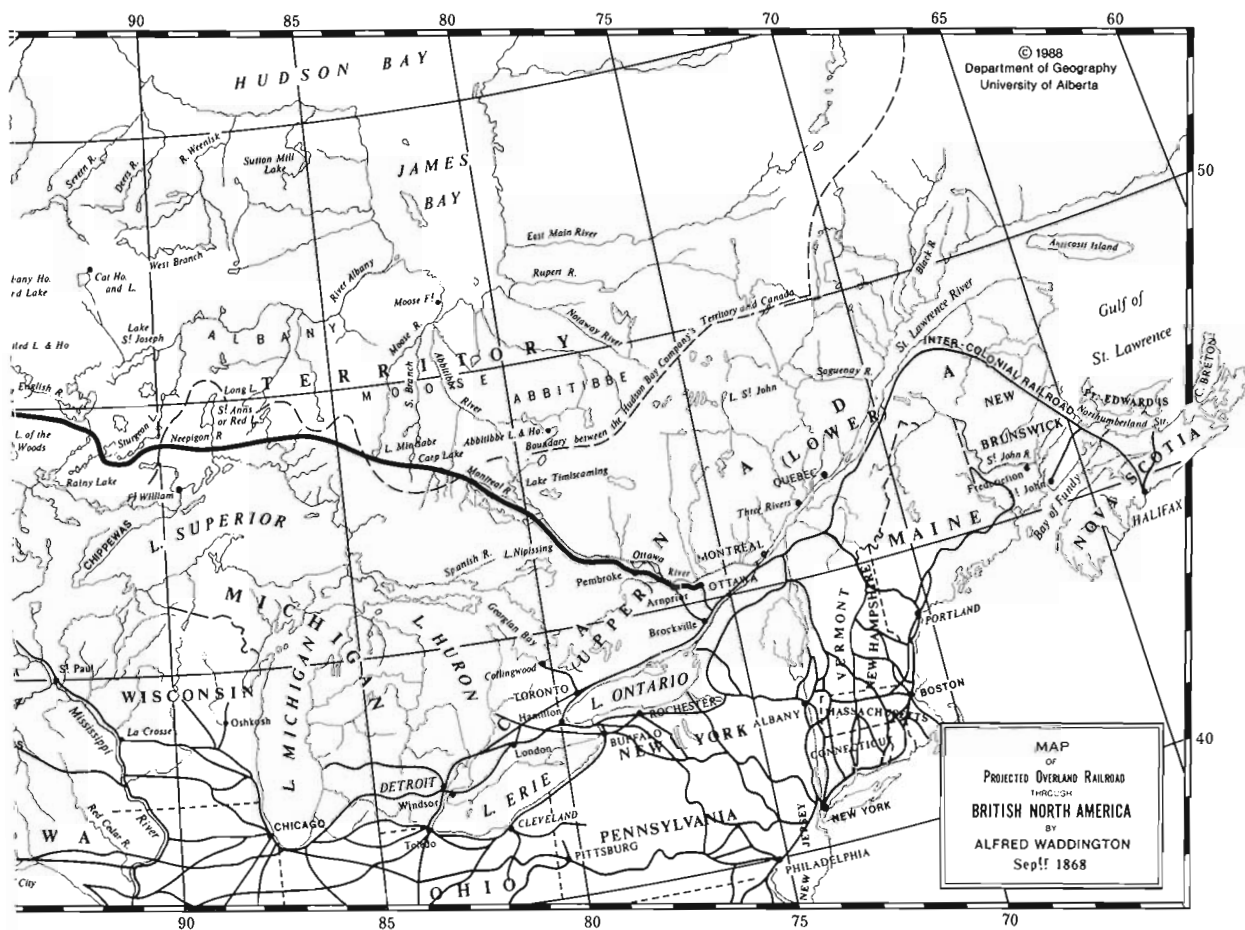 90 85 80 75 70 65 60
© 1988
Department of Geography
University of Alberta
HUDSON BAY
Severn R.
Deers R.
R. Weenisk
Sutton Mill
Lake
JAMES
BAY
50
East Main River
Anticosti Island
Black R
Cat Ho.
and L.
West Branch
River Albany
Rupert R.
Moose Ft
Gulf of
St. Lawrence
rd Lake
Lake
St. Joseph
ALBANY
Moose R.
Notaway River
Boundary between the Hudson Bay Company's Territory and Canada
St. Lawrence River
INTER-COLONIAL RAILROAD
C. BRETON
TERRITORY
English R.
Long L.
St Anns
or Red L.
MOOSE
S. Branch
Abbitibbe
River
ABBITIBBE
Saguenay R.
L. St John
NEW
BRUNSWICK
Pr. EDWARD IS
Northumberland Str.
L. of the
Woods
Sturgeon
Neepigon R
L. Mindabe
Carp Lake
Abbitibbe L. & Ho.
Lake Timiscaming
CANADA
(LOWER)
QUEBEC
St John R
Fredricton
St John
Bay of Fundy
NOVA SCOTIA
HALIFAX
Rainy Lake
Ft William
Montreal R.
Three Rivers
CHIPPEWAS
L. SUPERIOR
Spanish R.
L. Nipissing
Ottawa
River
Pembroke
Arnprior
OTTAWA
MONTREAL
MAINE
Brockville
(UPPER)
MICHIGAN
L. MICHIGAN
L. HURON
Georgian Bay
VERMONT
NEW HAMPSHIRE
PORTLAND
St. Paul
WISCONSIN
Oshkosh
Mississippi
River
La Crosse
Collingwood
TORONTO
Hamilton
L. ONTARIO
ROCHESTER
BUFFALO
NEW YORK
ALBANY
MASSACHUSETTS
BOSTON
CONNECTICUT
40
London
DETROIT
Windsor
L. ERIE
CLEVELAND
Toledo
CHICAGO
Red Cedar R.
WA
City
OHIO
PITTSBURG
PENNSYLVANIA
NEW JERSEY
NEW YORK
PHILADELPHIA
MAP
OF
PROJECTED OVERLAND RAILROAD
THROUGH
BRITISH NORTH AMERICA
BY
ALFRED WADDINGTON
Sept. 1868
90 85 80 75 70